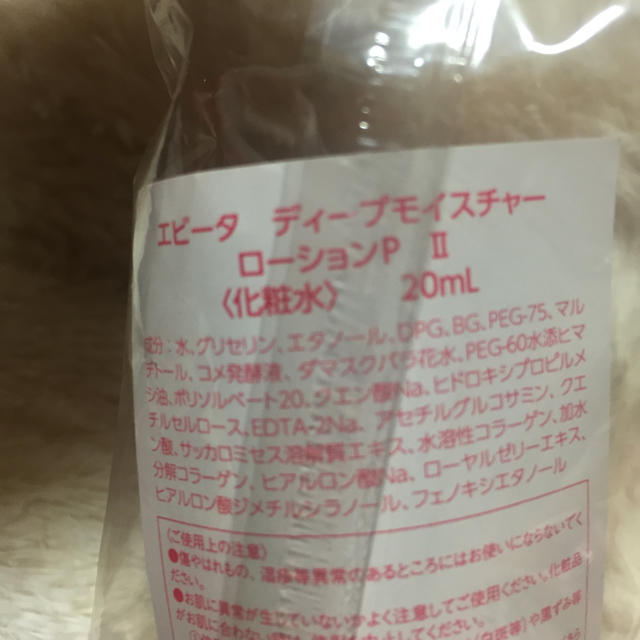 エピータ ディープモイスチャー
ローションP Ⅱ
〈化粧水〉 20mL
成分：水、グリセリン、エタノール、DPG、BG、PEG-75、マル
チトール、コメ発酵液、ダマスクバラ花水、PEG-60水添ヒマ
シ油、ポリソルベート20、クエン酸Na、ヒドロキシプロピルメ
チルセルロース、EDTA-2Na、アセチルグルコサミン、クエ
ン酸、サッカロミセス溶解質エキス、水溶性コラーゲン、加水
分解コラーゲン、ヒアルロン酸Na、ローヤルゼリーエキス、
ヒアルロン酸ジメチルシラノール、フェノキシエタノール
〈ご使用上の注意〉
●傷やはれもの、湿疹等異常のあるところにはお使いにならないでく
ださい。
●お肌に異常が生じていないかよく注意してご使用ください。化粧品
がお肌に合わない